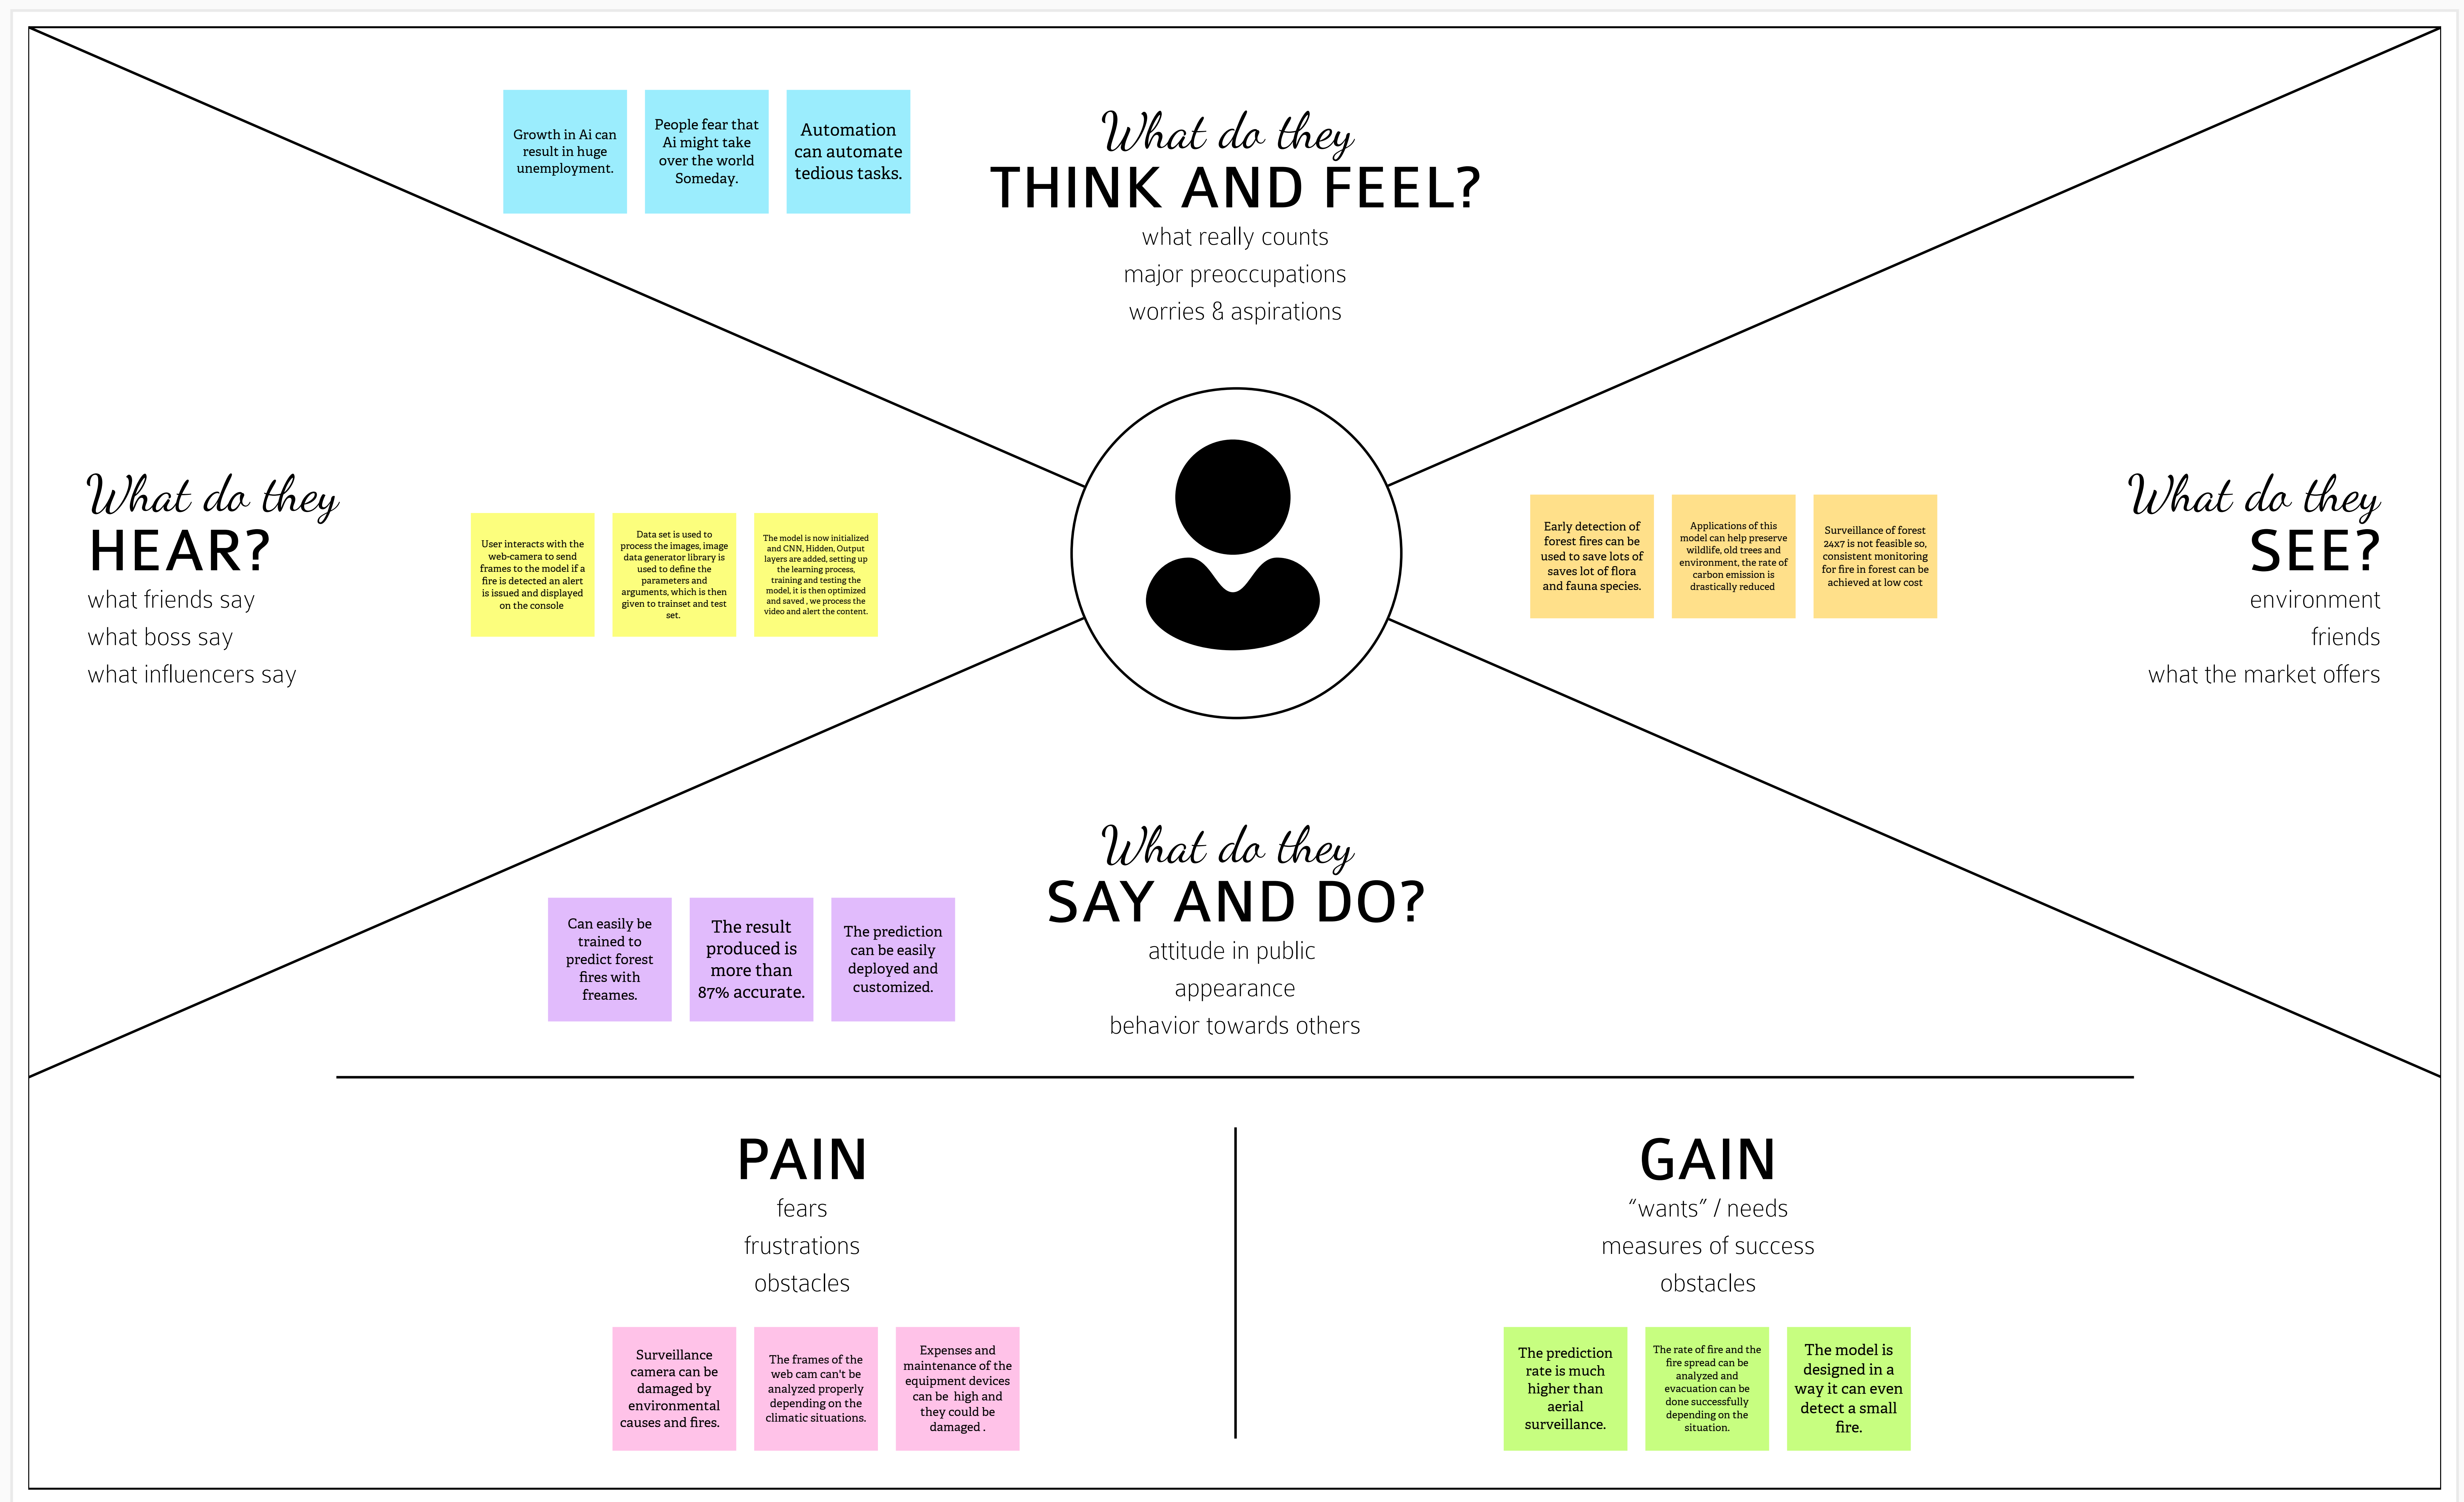 Growth in Ai can
result in huge
unemployment.
People fear that
Ai might take
over the world
Someday.
Automation
can automate
tedious tasks.
What do they
THINK AND FEEL?
what really counts
major preoccupations
worries & aspirations
What do they
HEAR?
what friends say
what boss say
what influencers say
User interacts with the
web-camera to send
frames to the model if a
fire is detected an alert
is issued and displayed
on the console
Data set is used to
process the images, image
data generator library is
used to define the
parameters and
arguments, which is then
given to trainset and test
set.
The model is now initialized
and CNN, Hidden, Output
layers are added, setting up
the learning process,
training and testing the
model, it is then optimized
and saved , we process the
video and alert the content.
Early detection of
forest fires can be
used to save lots of
saves lot of flora
and fauna species.
Applications of this
model can help preserve
wildlife, old trees and
environment, the rate of
carbon emission is
drastically reduced
Surveillance of forest
24x7 is not feasible so,
consistent monitoring
for fire in forest can be
achieved at low cost
What do they
SEE?
environment
friends
what the market offers
What do they
SAY AND DO?
attitude in public
appearance
behavior towards others
Can easily be
trained to
predict forest
fires with
freames.
The result
produced is
more than
87% accurate.
The prediction
can be easily
deployed and
customized.
PAIN
fears
frustrations
obstacles
Surveillance
camera can be
damaged by
environmental
causes and fires.
The frames of the
web cam can't be
analyzed properly
depending on the
climatic situations.
Expenses and
maintenance of the
equipment devices
can be high and
they could be
damaged .
GAIN
“wants” / needs
measures of success
obstacles
The prediction
rate is much
higher than
aerial
surveillance.
The rate of fire and the
fire spread can be
analyzed and
evacuation can be
done successfully
depending on the
situation.
The model is
designed in a
way it can even
detect a small
fire.